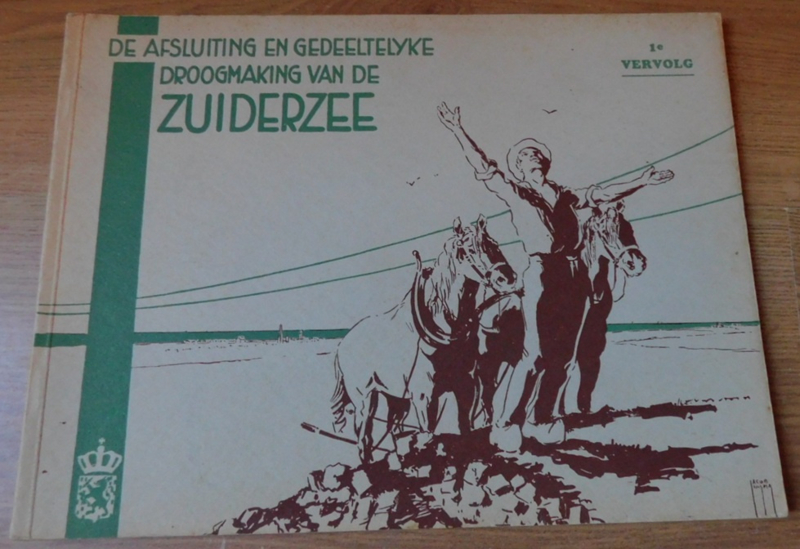 DE AFSLUITING EN GEDEELTELYKE
DROOGMAKING VAN DE
ZUIDERZEE
1e
VERVOLG